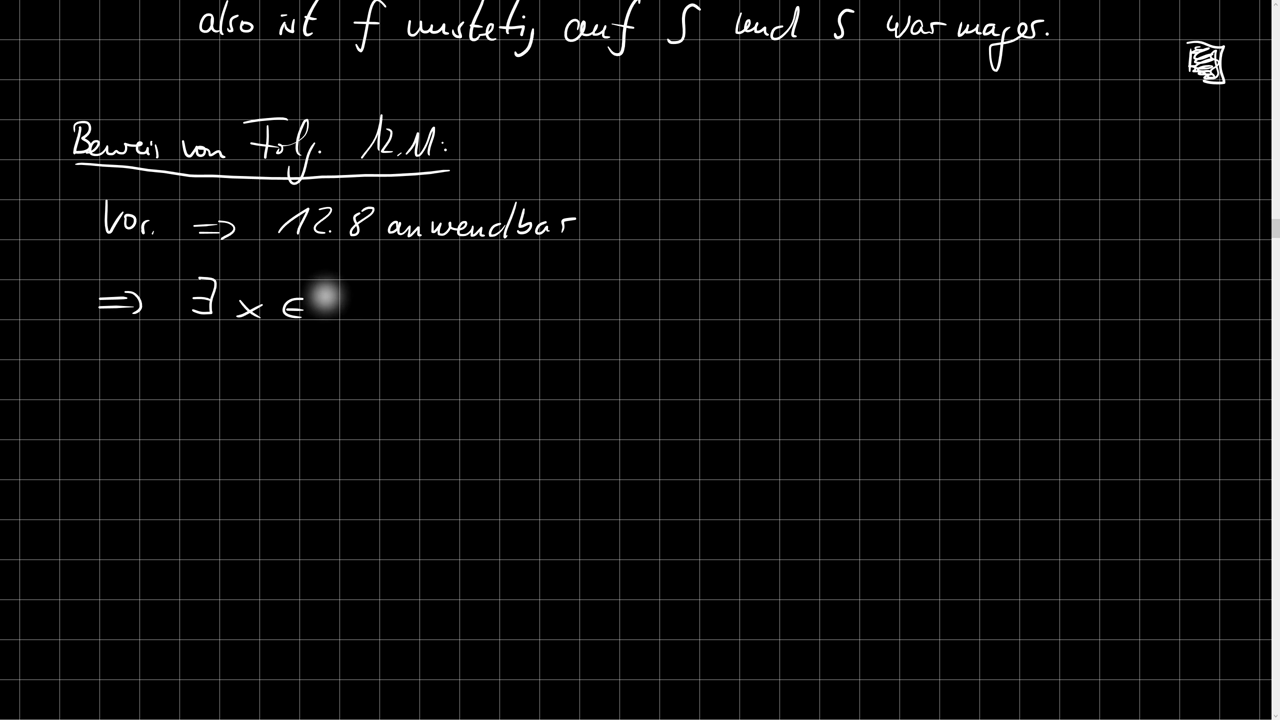 also ist f unstetig auf S und S war mager.
Beweis von Folg. 12.11:
Vor. ⇒ 12.8 anwendbar
⇒ ∃ x ∈